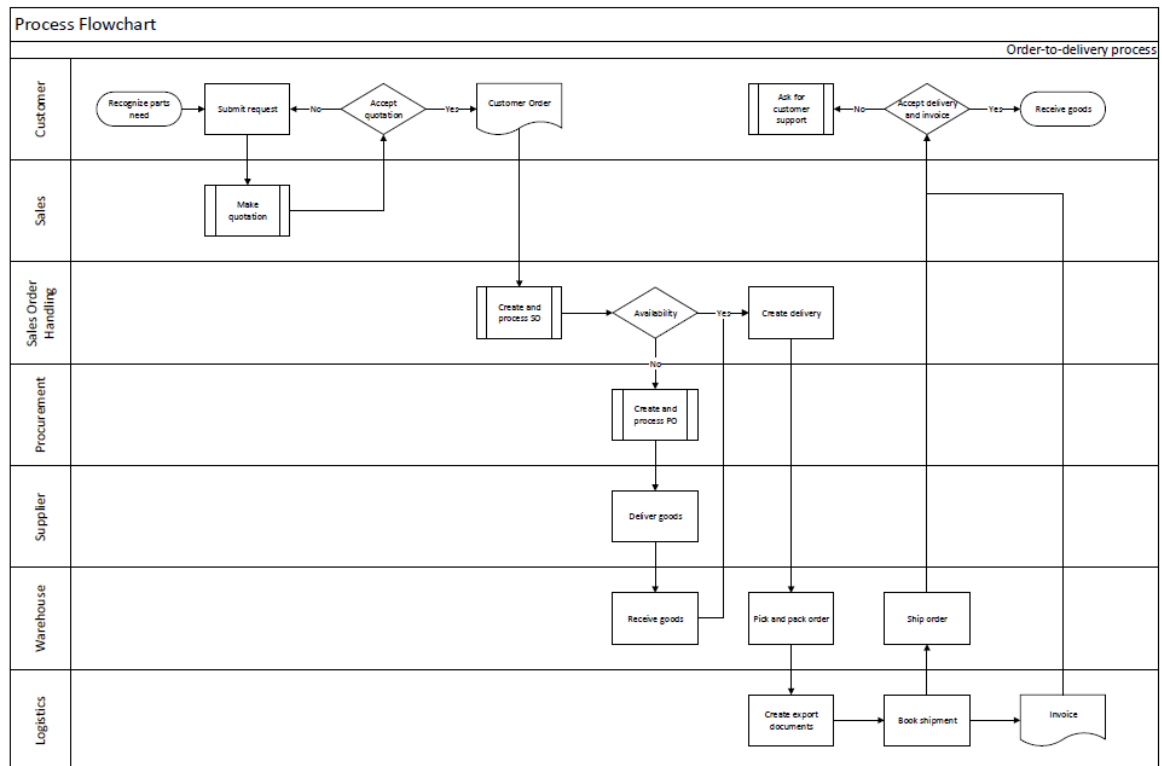 Process Flowchart
Order-to-delivery process
Customer
Recognize parts
need
Submit request
No
Accept
quotation
Yes
Customer Order
Ask for
customer
support
No
Accept delivery
and invoice
Yes
Receive goods
Sales
Make
quotation
Sales Order
Handling
Create and
process SO
Availability
Yes
Create delivery
No
Procurement
Create and
process PO
Supplier
Deliver goods
Warehouse
Receive goods
Pick and pack order
Ship order
Logistics
Create export
documents
Book shipment
Invoice